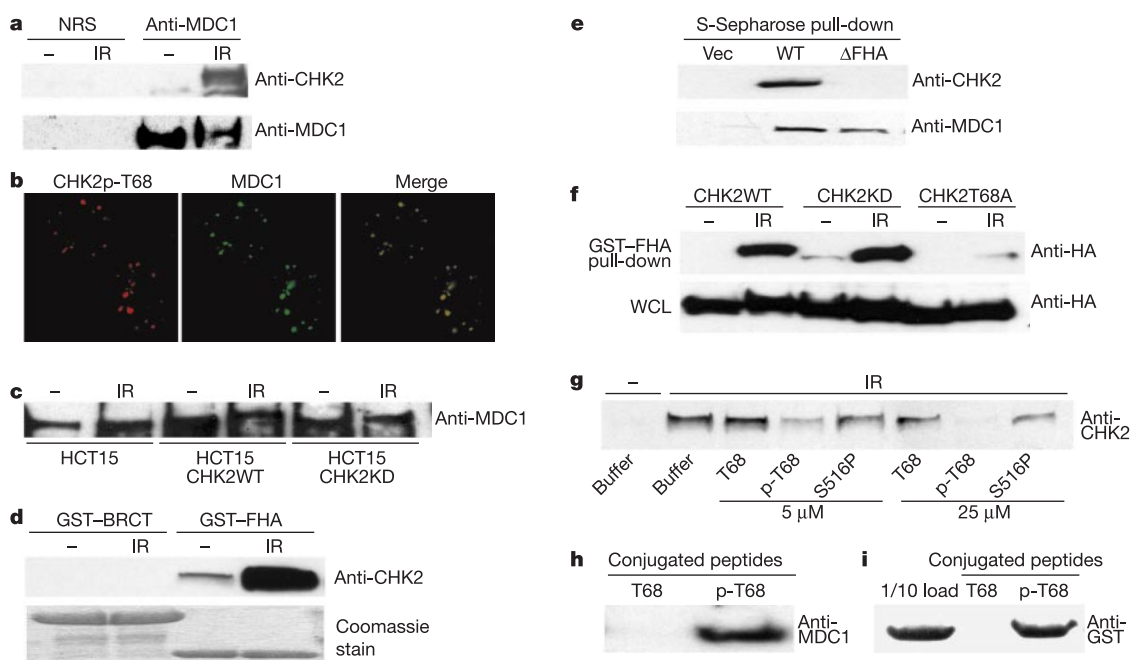 a
NRS Anti-MDC1
– IR – IR
Anti-CHK2
Anti-MDC1
b
CHK2p-T68 MDC1 Merge
c
– IR – IR – IR
Anti-MDC1
HCT15 HCT15 HCT15
CHK2WT CHK2KD
d
GST–BRCT GST–FHA
– IR – IR
Anti-CHK2
Coomassie
stain
e
S-Sepharose pull-down
Vec WT ΔFHA
Anti-CHK2
Anti-MDC1
f
CHK2WT CHK2KD CHK2T68A
– IR – IR – IR
GST–FHA
pull-down
Anti-HA
WCL Anti-HA
g
– IR
Anti-
CHK2
Buffer Buffer T68 p-T68 S516P T68 p-T68 S516P
5 μM 25 μM
h
Conjugated peptides
T68 p-T68
Anti-
MDC1
i
Conjugated peptides
1/10 load T68 p-T68
Anti-
GST